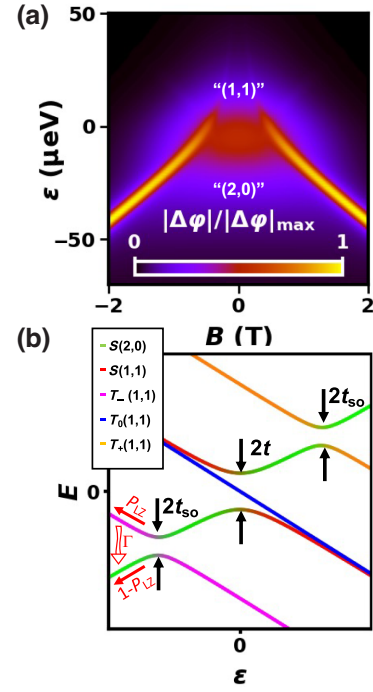 (a)
50
0
−50
ε (μeV)
“(1,1)”
“(2,0)”
|Δφ|/|Δφ|max
0 1
−2 0 2
B (T)
(b)
S(2,0)
S(1,1)
T−(1,1)
T0(1,1)
T+(1,1)
2tso
2t
2tso
E
0
PLZ
Γ
1-PLZ
0
ε